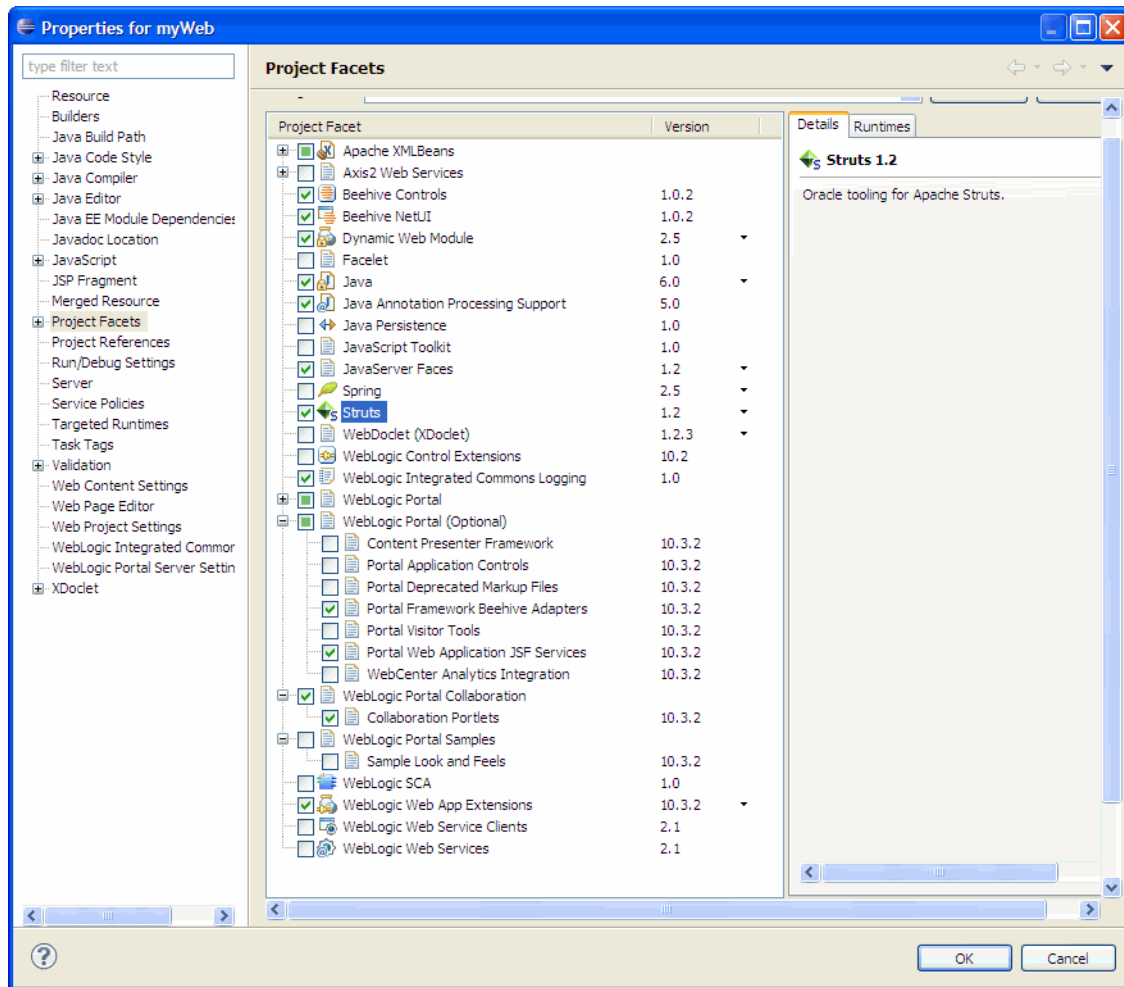 Properties for myWeb
type filter text
Resource
Builders
Java Build Path
Java Code Style
Java Compiler
Java Editor
Java EE Module Dependencies
Javadoc Location
JavaScript
JSP Fragment
Merged Resource
Project Facets
Project References
Run/Debug Settings
Server
Service Policies
Targeted Runtimes
Task Tags
Validation
Web Content Settings
Web Page Editor
Web Project Settings
WebLogic Integrated Common
WebLogic Portal Server Settin
XDoclet
Project Facets
Project Facet Version
Apache XMLBeans
Axis2 Web Services
Beehive Controls 1.0.2
Beehive NetUI 1.0.2
Dynamic Web Module 2.5
Facelet 1.0
Java 6.0
Java Annotation Processing Support 5.0
Java Persistence 1.0
JavaScript Toolkit 1.0
JavaServer Faces 1.2
Spring 2.5
Struts 1.2
WebDoclet (XDoclet) 1.2.3
WebLogic Control Extensions 10.2
WebLogic Integrated Commons Logging 1.0
WebLogic Portal
WebLogic Portal (Optional)
Content Presenter Framework 10.3.2
Portal Application Controls 10.3.2
Portal Deprecated Markup Files 10.3.2
Portal Framework Beehive Adapters 10.3.2
Portal Visitor Tools 10.3.2
Portal Web Application JSF Services 10.3.2
WebCenter Analytics Integration 10.3.2
WebLogic Portal Collaboration
Collaboration Portlets 10.3.2
WebLogic Portal Samples
Sample Look and Feels 10.3.2
WebLogic SCA 1.0
WebLogic Web App Extensions 10.3.2
WebLogic Web Service Clients 2.1
WebLogic Web Services 2.1
Details Runtimes
Struts 1.2
Oracle tooling for Apache Struts.
OK Cancel